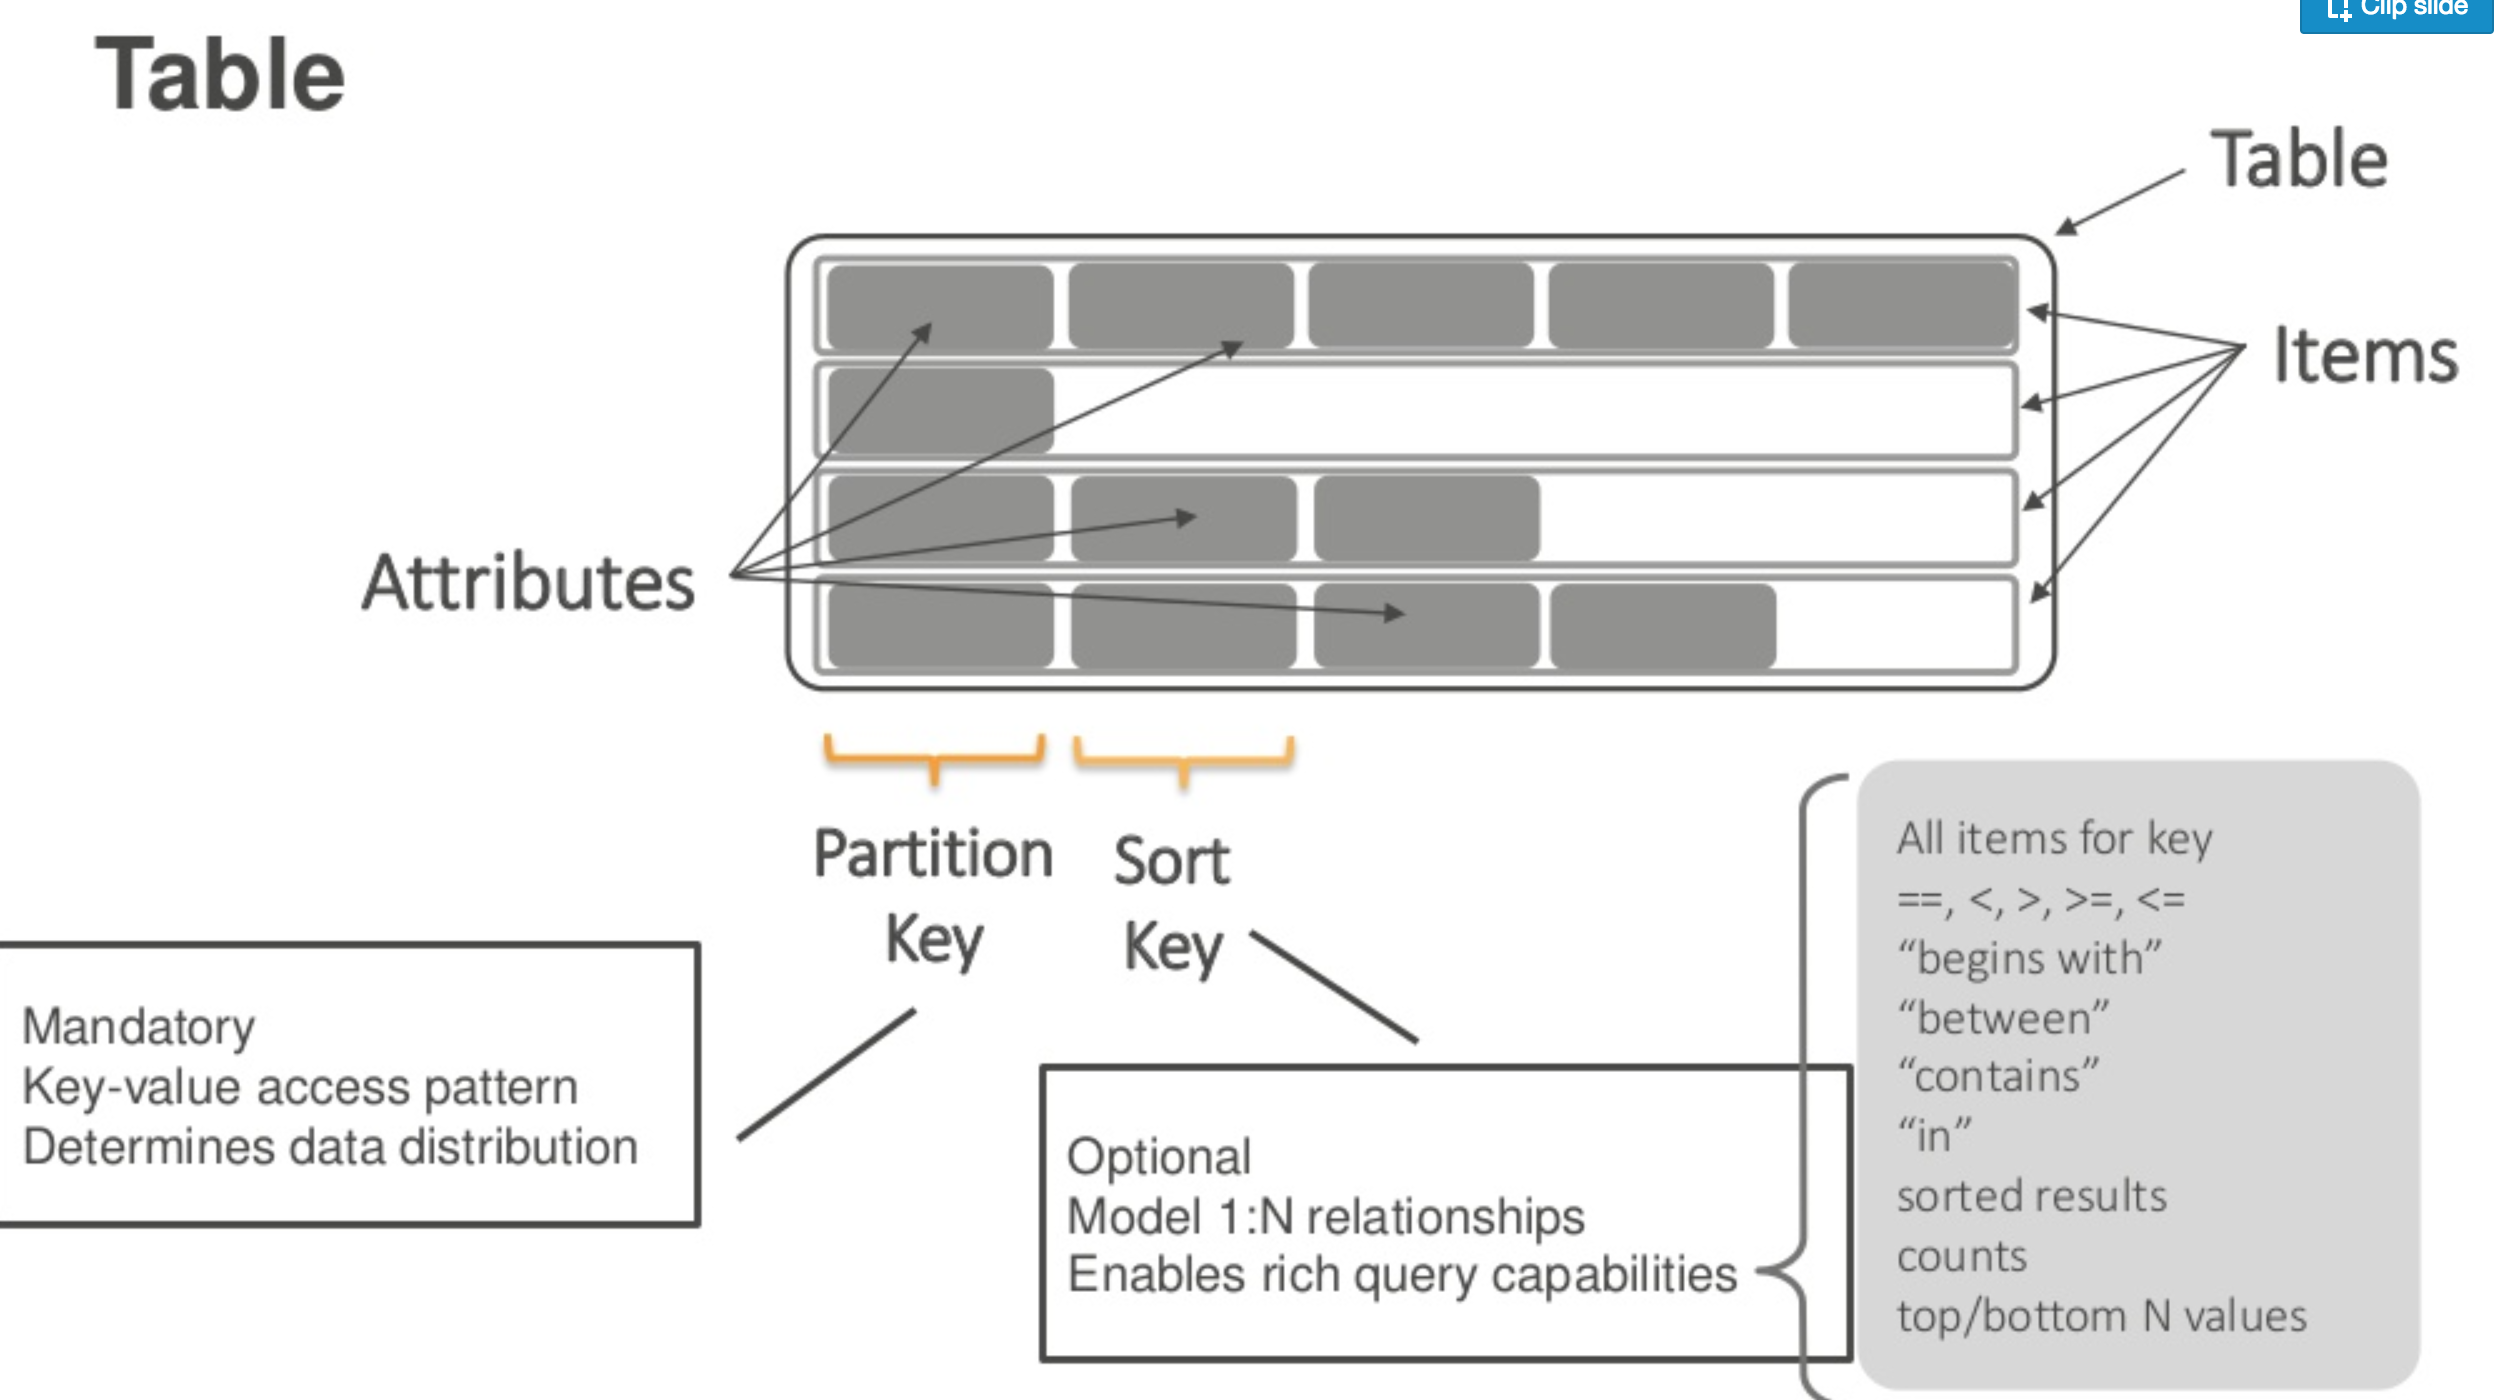 Clip slide
Table
Table
Items
Attributes
Partition
Key
Sort
Key
Mandatory
Key-value access pattern
Determines data distribution
Optional
Model 1:N relationships
Enables rich query capabilities
All items for key
==, <, >, >=, <=
“begins with”
“between”
“contains”
“in”
sorted results
counts
top/bottom N values